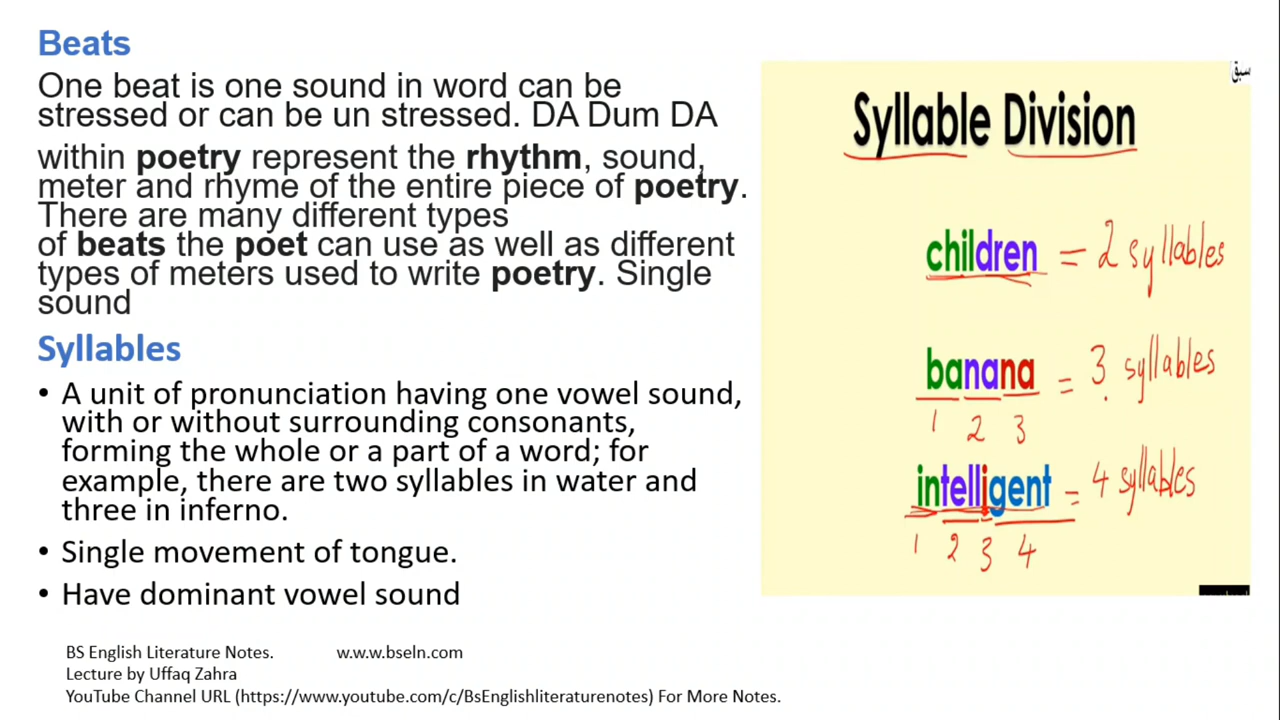 Beats
One beat is one sound in word can be
stressed or can be un stressed. DA Dum DA
within poetry represent the rhythm, sound,
meter and rhyme of the entire piece of poetry.
There are many different types
of beats the poet can use as well as different
types of meters used to write poetry. Single
sound
Syllables
• A unit of pronunciation having one vowel sound,
with or without surrounding consonants,
forming the whole or a part of a word; for
example, there are two syllables in water and
three in inferno.
• Single movement of tongue.
• Have dominant vowel sound
سبق
Syllable Division
children = 2 syllables
banana = 3 syllables
1 2 3
intelligent = 4 syllables
1 2 3 4
BS English Literature Notes. w.w.w.bseln.com
Lecture by Uffaq Zahra
YouTube Channel URL (https://www.youtube.com/c/BsEnglishliteraturenotes) For More Notes.